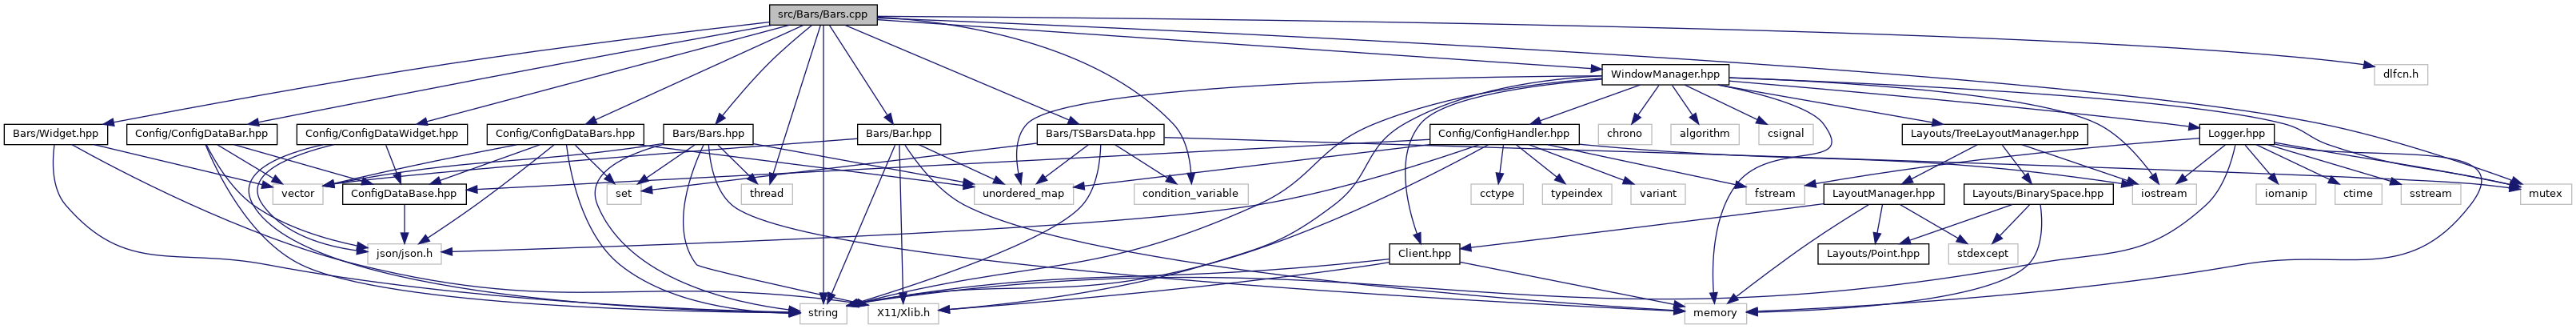 src/Bars/Bars.cpp
WindowManager.hpp
dlfcn.h
Bars/Widget.hpp
Config/ConfigDataBar.hpp
Config/ConfigDataWidget.hpp
Config/ConfigDataBars.hpp
Bars/Bars.hpp
Bars/Bar.hpp
Bars/TSBarsData.hpp
Config/ConfigHandler.hpp
chrono
algorithm
csignal
Layouts/TreeLayoutManager.hpp
Logger.hpp
vector
ConfigDataBase.hpp
set
thread
unordered_map
condition_variable
cctype
typeindex
variant
fstream
LayoutManager.hpp
Layouts/BinarySpace.hpp
iostream
iomanip
ctime
sstream
mutex
json/json.h
Client.hpp
Layouts/Point.hpp
stdexcept
string
X11/Xlib.h
memory